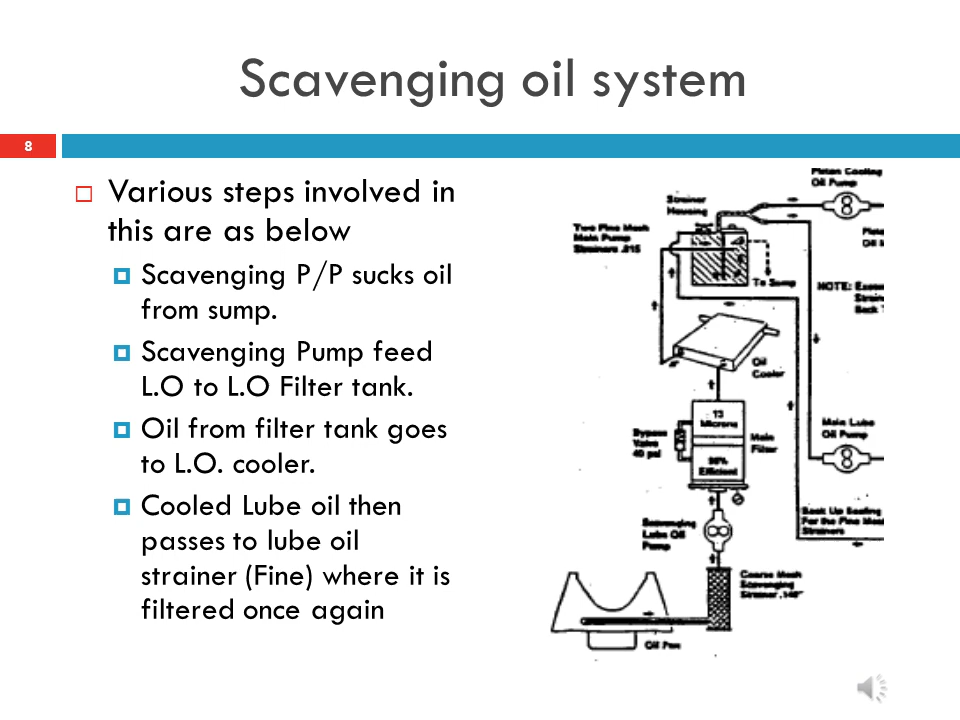 Scavenging oil system
8
Various steps involved in
this are as below
Scavenging P/P sucks oil
from sump.
Scavenging Pump feed
L.O to L.O Filter tank.
Oil from filter tank goes
to L.O. cooler.
Cooled Lube oil then
passes to lube oil
strainer (Fine) where it is
filtered once again
Piston Cooling
Oil Pump
Strainer
Housing
Two Fine Mesh
Main Pump
Strainers .015
To Sump
NOTE:
Back
Oil
Cooler
13
Microns
Bypass
Valve
40 psi
Main
Filter
Efficient
Main Lube
Oil Pump
Scavenging
Lube Oil
Pump
For the Fine
Strainers
Coarse Mesh
Scavenging
Strainer .140"
Oil Pan